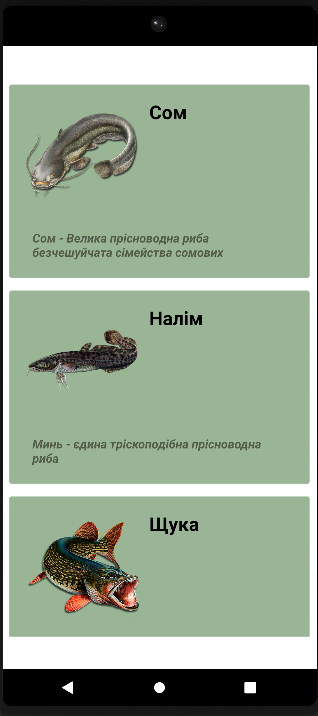 Сом
Сом - Велика прісноводна риба
безчешуйчата сімейства сомових
Налім
Минь - єдина тріскоподібна прісноводна
риба
Щука